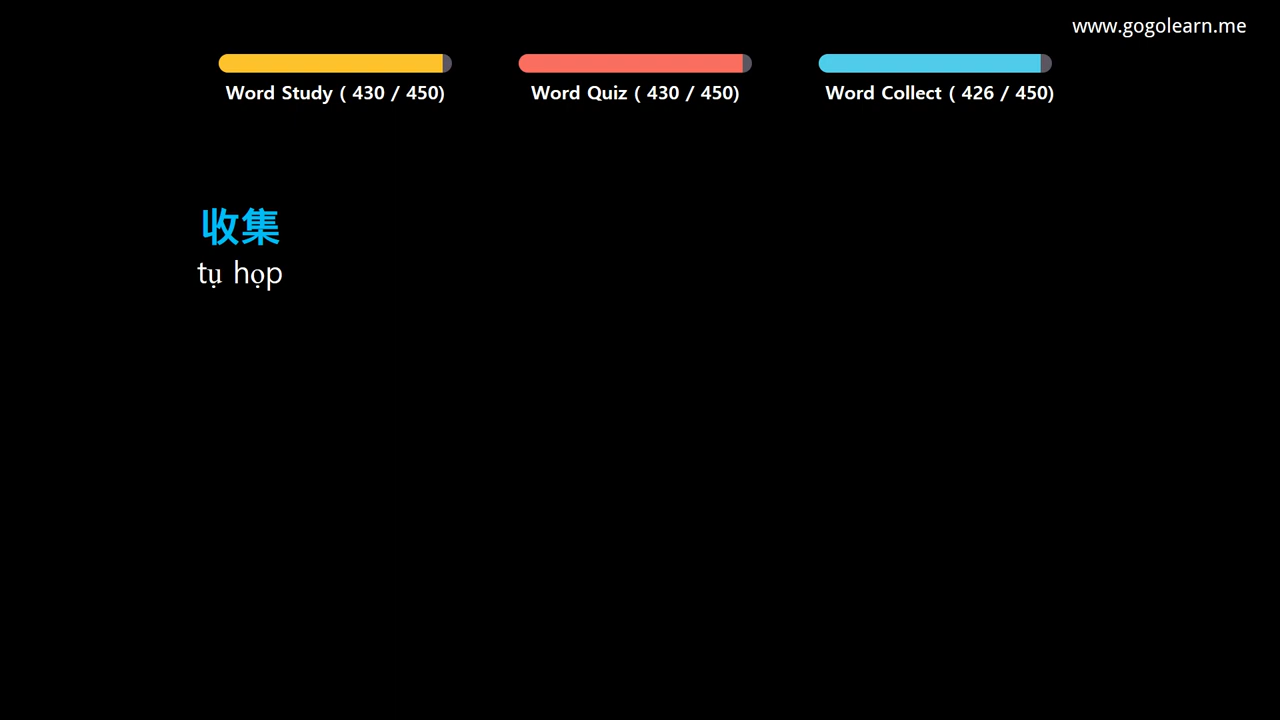 www.gogolearn.me
Word Study ( 430 / 450)
Word Quiz ( 430 / 450)
Word Collect ( 426 / 450)
收集
tụ họp